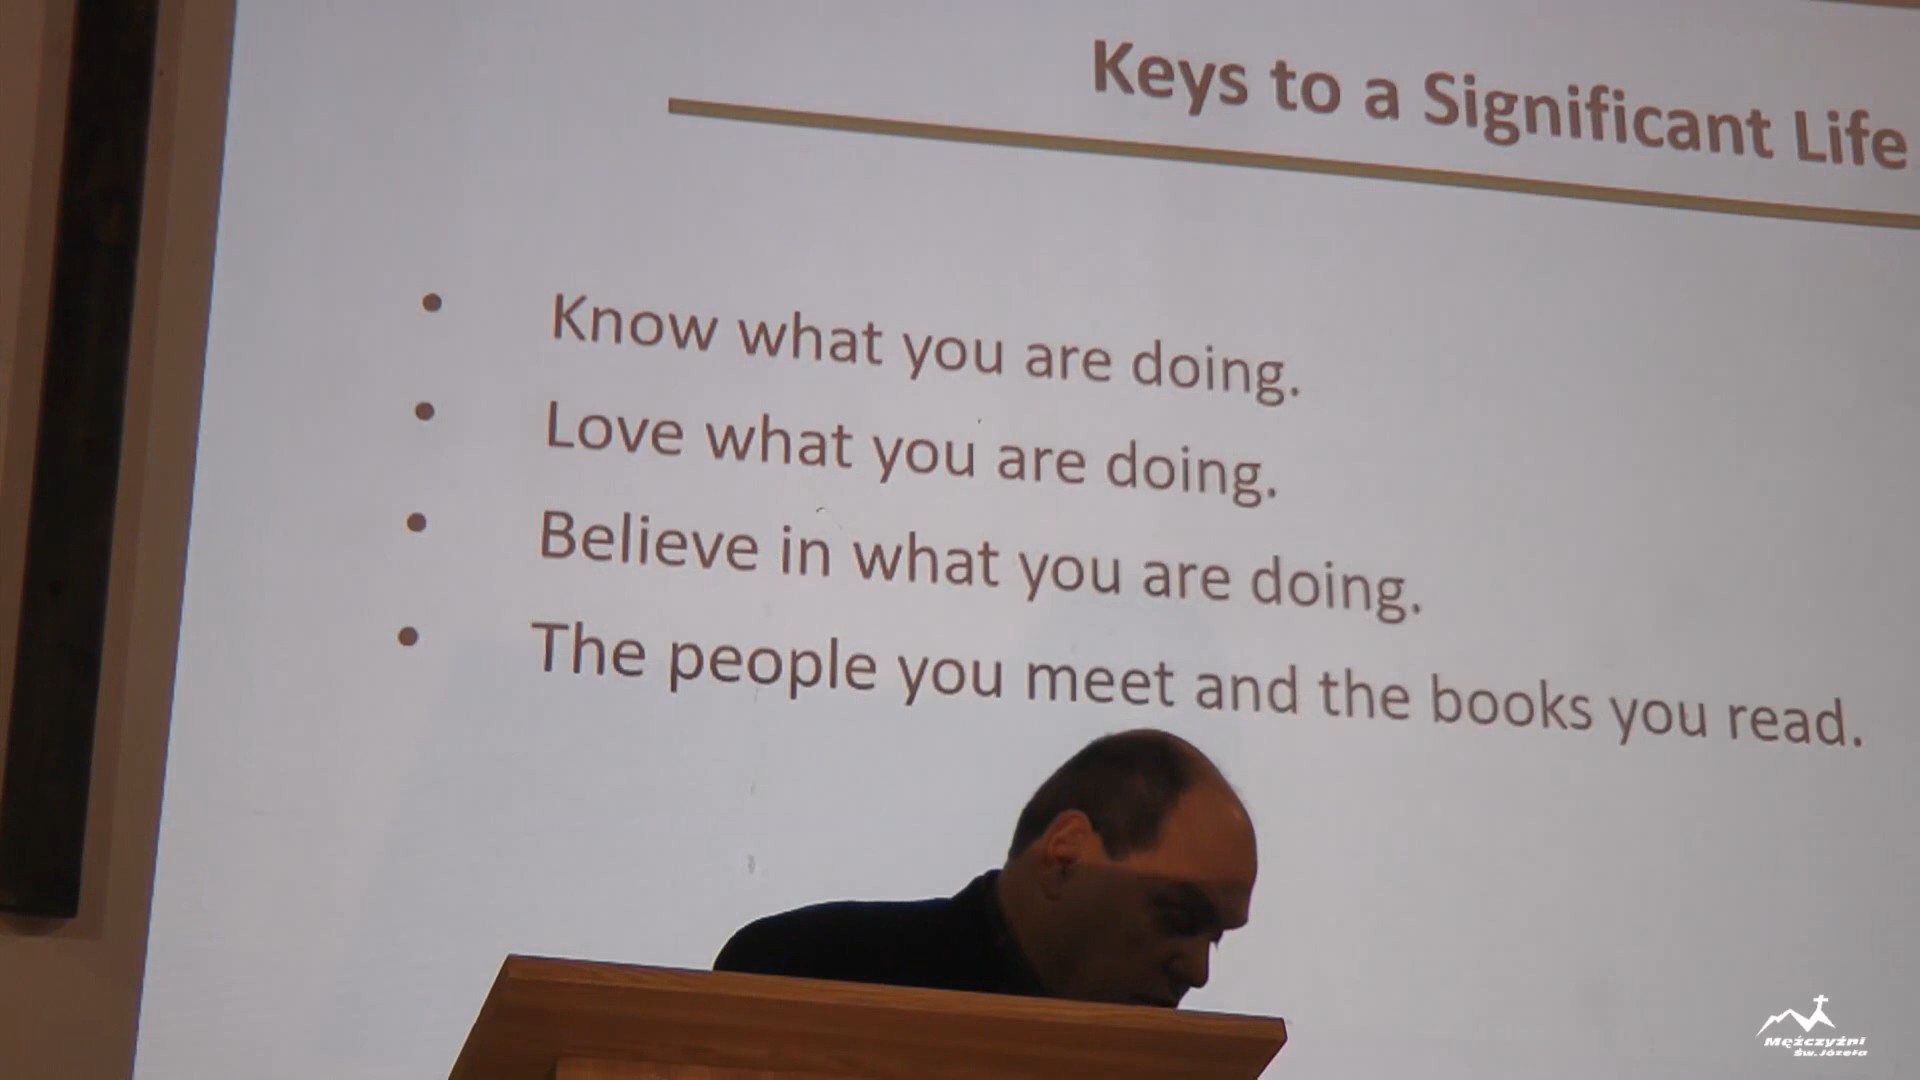 Keys to a Significant Life
• Know what you are doing.
• Love what you are doing.
• Believe in what you are doing.
• The people you meet and the books you read.
Mężczyźni
Św. Józefa